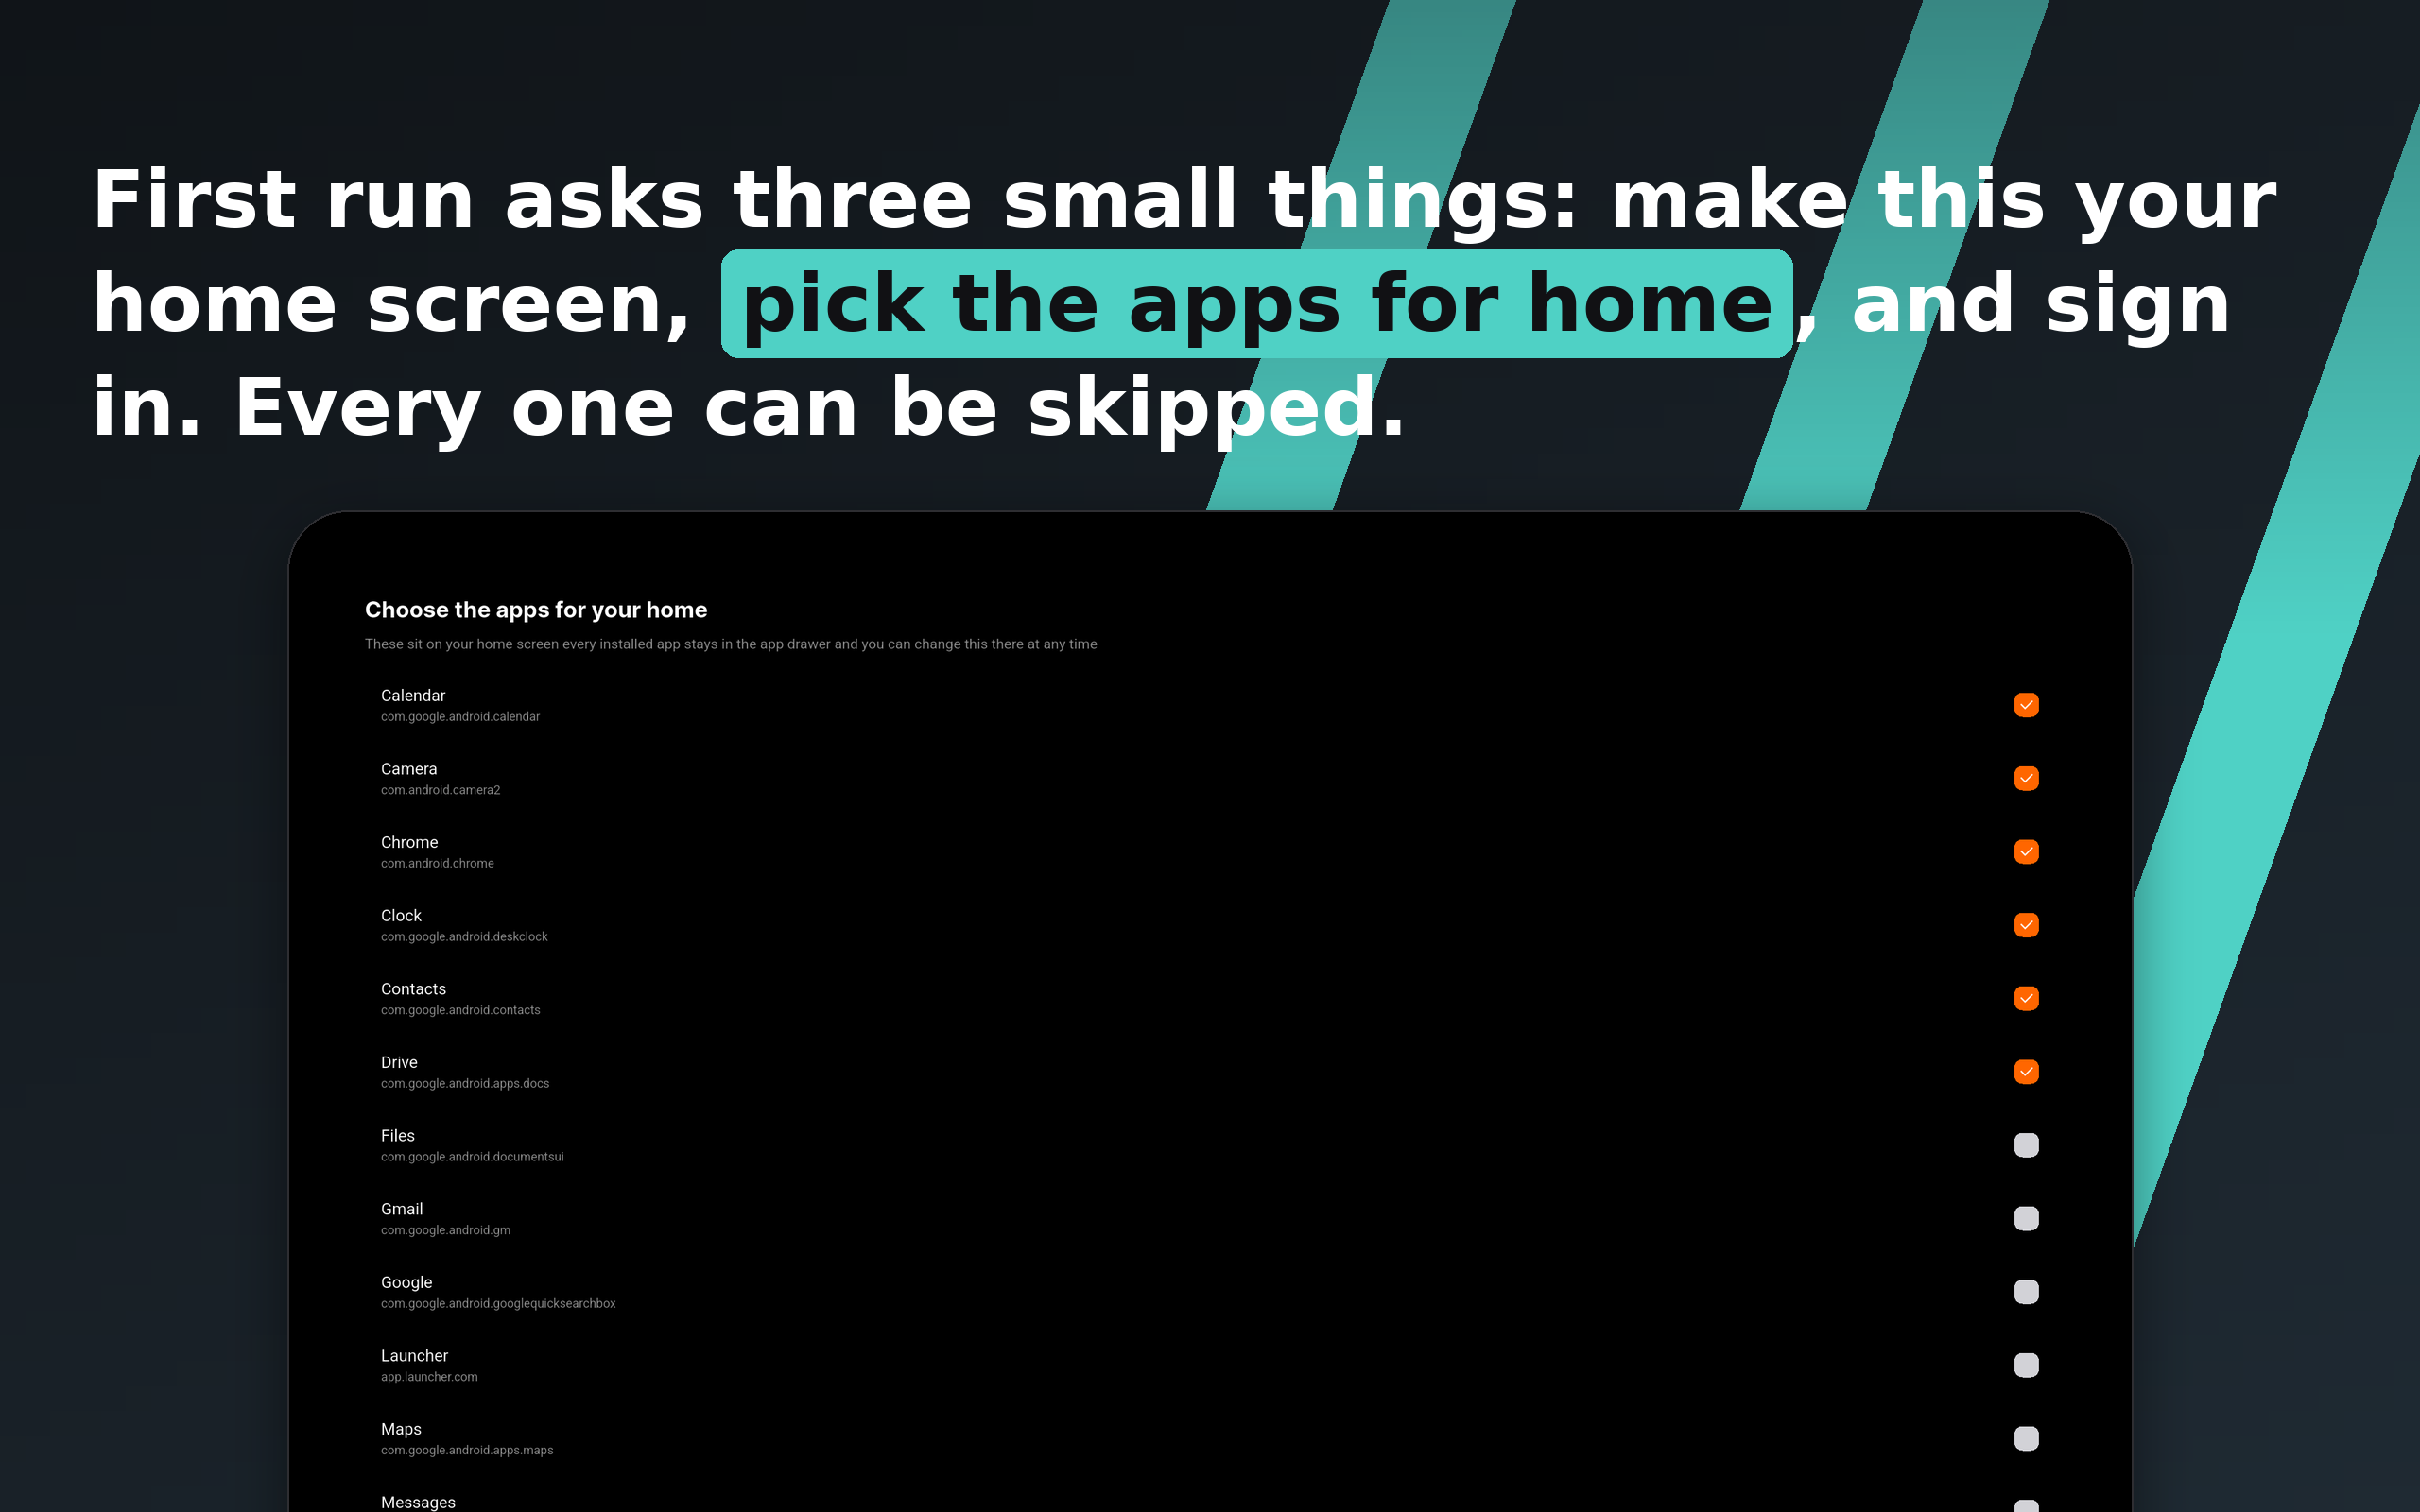 First run asks three small things: make this your
home screen, pick the apps for home, and sign
in. Every one can be skipped.
Choose the apps for your home
These sit on your home screen every installed app stays in the app drawer and you can change this there at any time
Calendar
com.google.android.calendar
Camera
com.android.camera2
Chrome
com.android.chrome
Clock
com.google.android.deskclock
Contacts
com.google.android.contacts
Drive
com.google.android.apps.docs
Files
com.google.android.documentsui
Gmail
com.google.android.gm
Google
com.google.android.googlequicksearchbox
Launcher
app.launcher.com
Maps
com.google.android.apps.maps
Messages